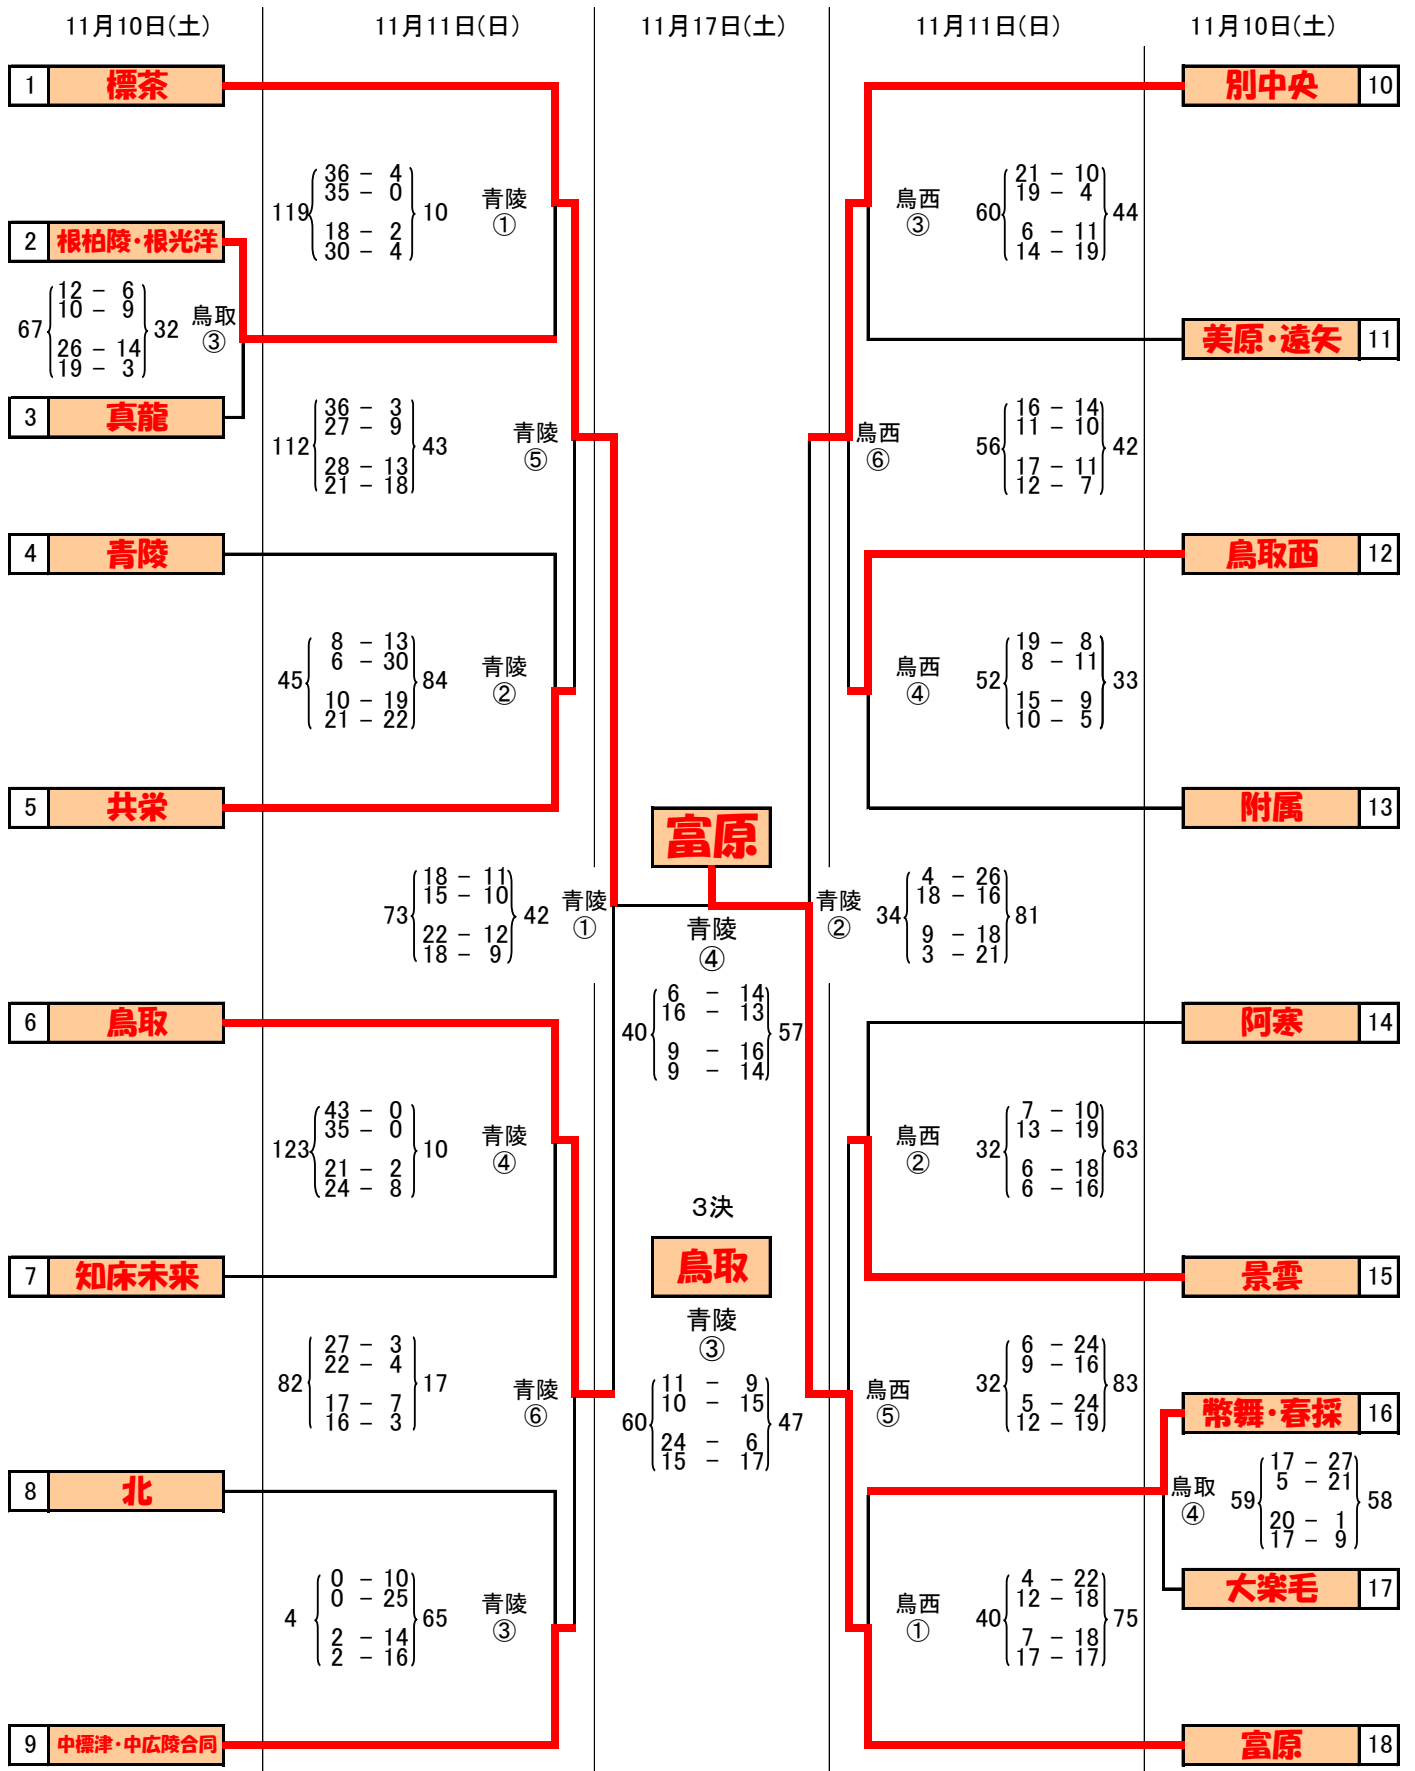 11月10日(土)
11月11日(日)
11月17日(土)
11月11日(日)
11月10日(土)
1 標茶
別中央 10
119 36 - 4 10
35 - 0
18 - 2
30 - 4
青陵
①
鳥西
③
60 21 - 10 44
19 - 4
6 - 11
14 - 19
2 根柏陵・根光洋
67 12 - 6 32
10 - 9
26 - 14
19 - 3
鳥取
③
美原・遠矢 11
3 真龍
112 36 - 3 43
27 - 9
28 - 13
21 - 18
青陵
⑤
鳥西
⑥
56 16 - 14 42
11 - 10
17 - 11
12 - 7
4 青陵
鳥取西 12
45 8 - 13 84
6 - 30
10 - 19
21 - 22
青陵
②
鳥西
④
52 19 - 8 33
8 - 11
15 - 9
10 - 5
5 共栄
富原
附属 13
73 18 - 11 42
15 - 10
22 - 12
18 - 9
青陵
①
青陵
④
青陵
②
34 4 - 26 81
18 - 16
9 - 18
3 - 21
40 6 - 14 57
16 - 13
9 - 16
9 - 14
6 鳥取
阿寒 14
123 43 - 0 10
35 - 0
21 - 2
24 - 8
青陵
④
鳥西
②
32 7 - 10 63
13 - 19
6 - 18
6 - 16
3決
鳥取
7 知床未来
景雲 15
青陵
③
60 11 - 9 47
10 - 15
24 - 6
15 - 17
82 27 - 3 17
22 - 4
17 - 7
16 - 3
青陵
⑥
鳥西
⑤
32 6 - 24 83
9 - 16
5 - 24
12 - 19
幣舞・春採 16
8 北
鳥取
④
59 17 - 27 58
5 - 21
20 - 1
17 - 9
大楽毛 17
4 0 - 10 65
0 - 25
2 - 14
2 - 16
青陵
③
鳥西
①
40 4 - 22 75
12 - 18
7 - 18
17 - 17
9 中標津・中広陵合同
富原 18